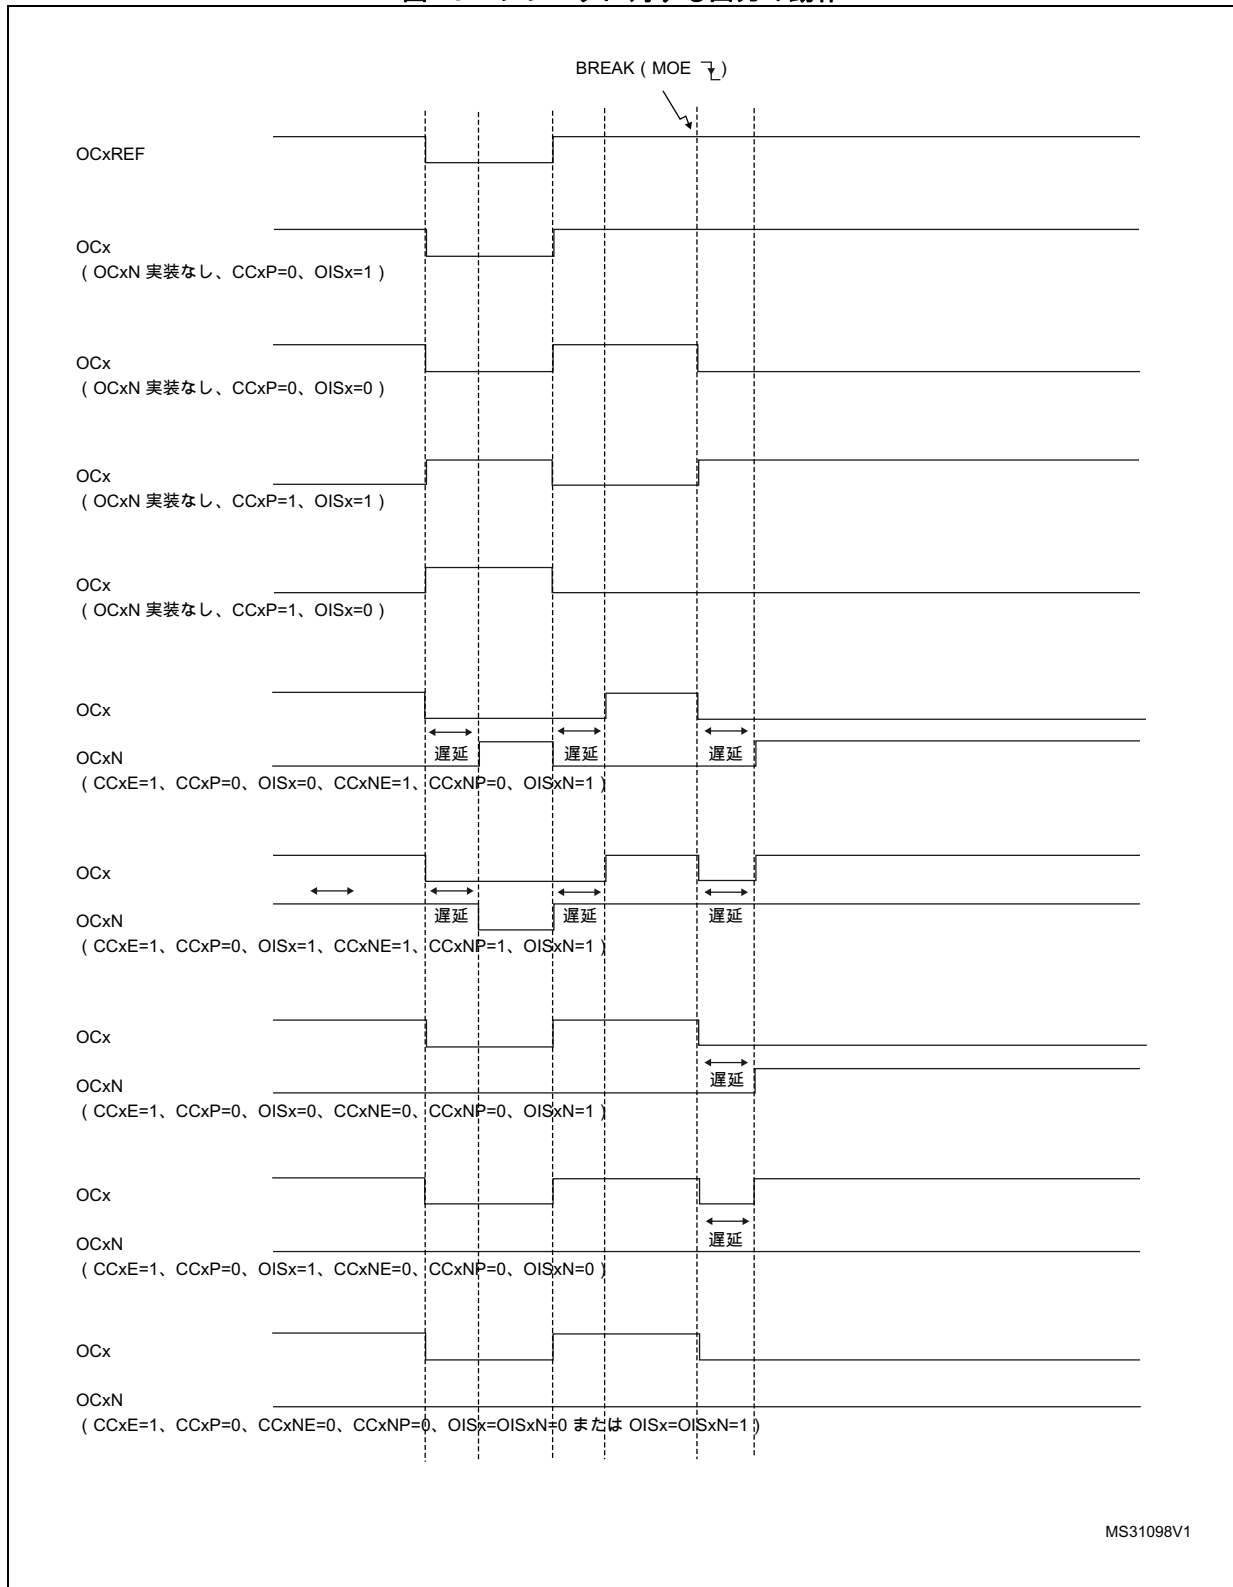 BREAK ( MOE )
OCxREF
OCx
( OCxN 実装なし、CCxP=0、OISx=1 )
OCx
( OCxN 実装なし、CCxP=0、OISx=0 )
OCx
( OCxN 実装なし、CCxP=1、OISx=1 )
OCx
( OCxN 実装なし、CCxP=1、OISx=0 )
OCx
遅延 遅延 遅延
OCxN
( CCxE=1、CCxP=0、OISx=0、CCxNE=1、CCxNP=0、OISxN=1 )
OCx
遅延 遅延 遅延
OCxN
( CCxE=1、CCxP=0、OISx=1、CCxNE=1、CCxNP=1、OISxN=1 )
OCx
遅延
OCxN
( CCxE=1、CCxP=0、OISx=0、CCxNE=0、CCxNP=0、OISxN=1 )
OCx
遅延
OCxN
( CCxE=1、CCxP=0、OISx=1、CCxNE=0、CCxNP=0、OISxN=0 )
OCx
OCxN
( CCxE=1、CCxP=0、CCxNE=0、CCxNP=0、OISx=OISxN=0 または OISx=OISxN=1 )
MS31098V1